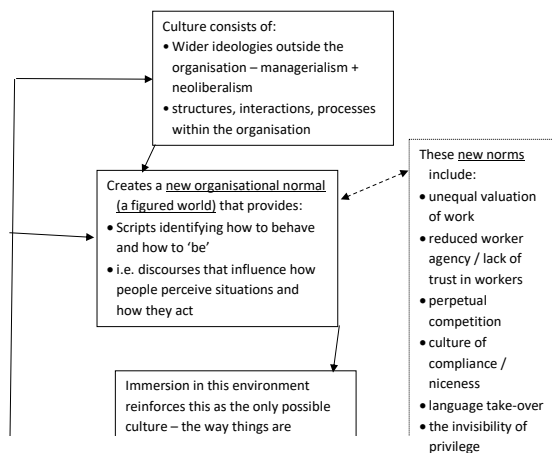 Culture consists of:
• Wider ideologies outside the
organisation – managerialism +
neoliberalism
• structures, interactions, processes
within the organisation
Creates a new organisational normal
(a figured world) that provides:
• Scripts identifying how to behave
and how to ‘be’
• i.e. discourses that influence how
people perceive situations and
how they act
These new norms
include:
• unequal valuation
of work
• reduced worker
agency / lack of
trust in workers
• perpetual
competition
• culture of
compliance /
niceness
• language take-over
• the invisibility of
privilege
Immersion in this environment
reinforces this as the only possible
culture – the way things are